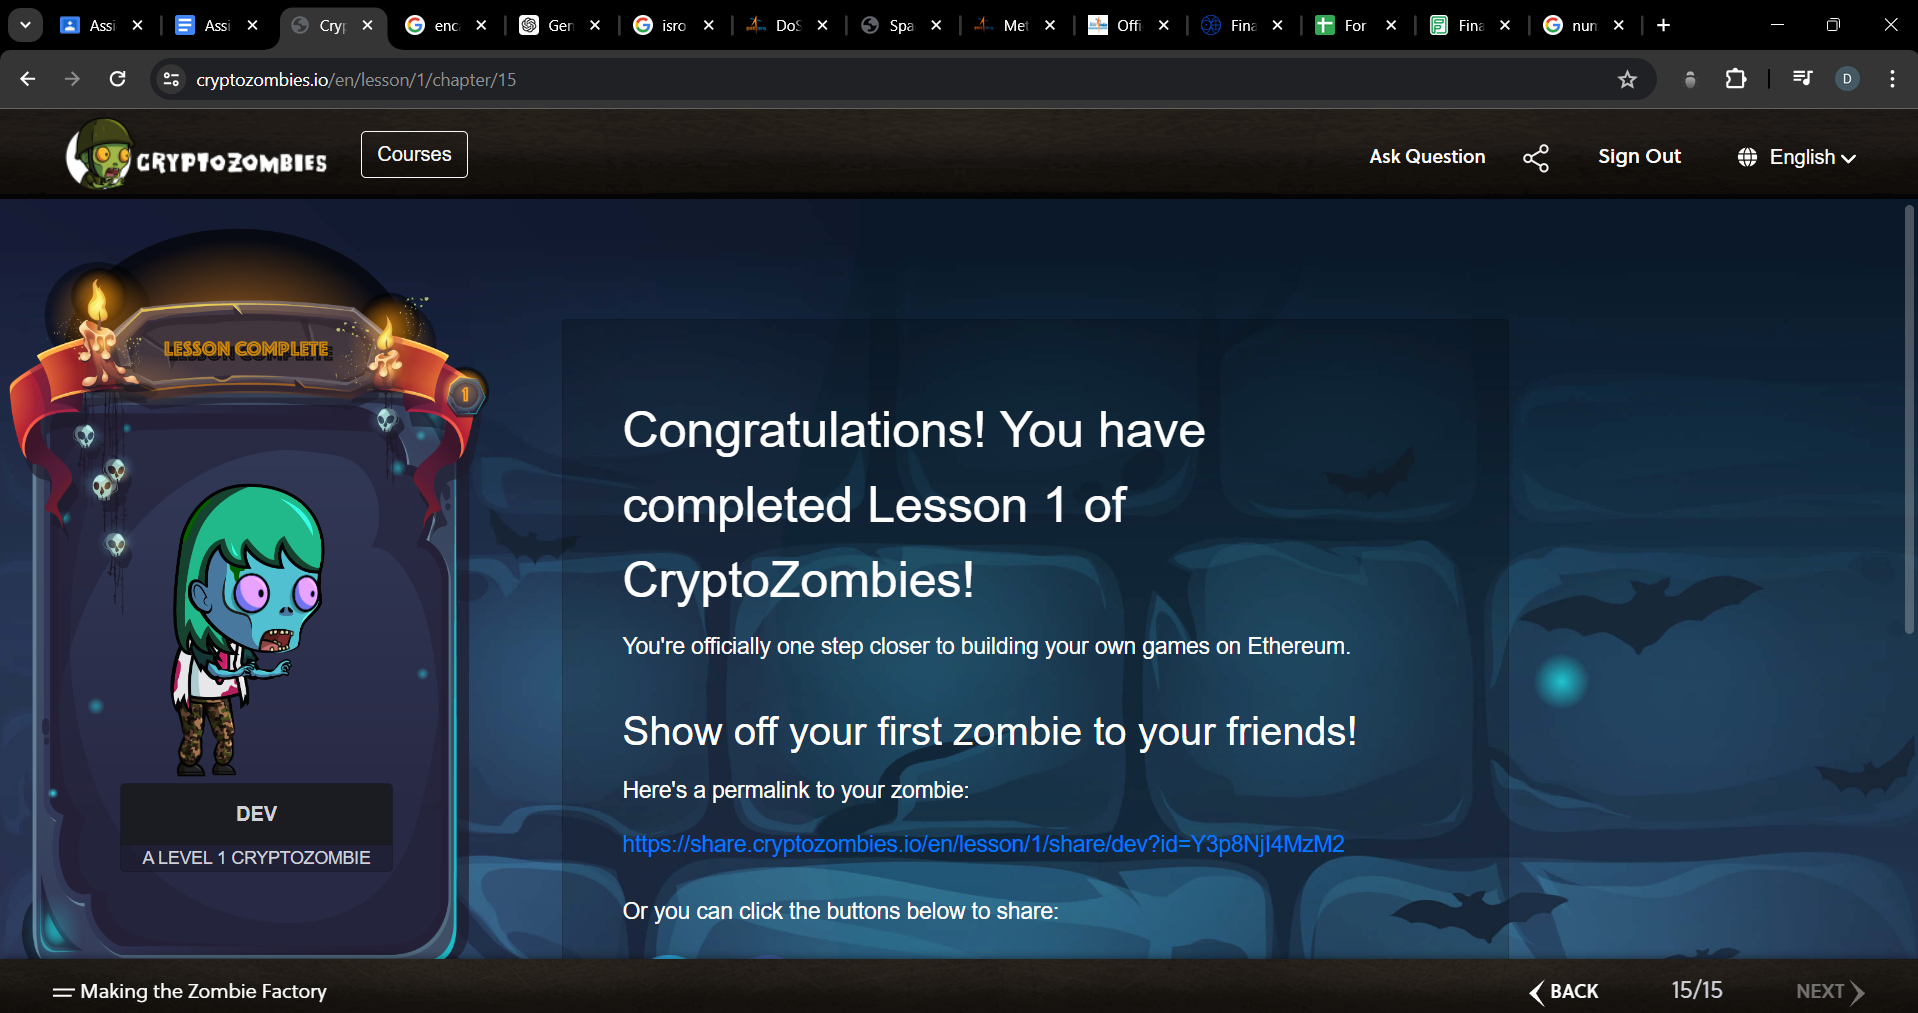 Assi
Assi
Cryp
enc
Gen
isro
DoS
Spa
Met
Offi
Fina
For
Fina
num
cryptozombies.io/en/lesson/1/chapter/15
D
CRYPTOZOMBIES
Courses
Ask Question
Sign Out
English
LESSON COMPLETE
1
DEV
A LEVEL 1 CRYPTOZOMBIE
Congratulations! You have
completed Lesson 1 of
CryptoZombies!
You're officially one step closer to building your own games on Ethereum.
Show off your first zombie to your friends!
Here's a permalink to your zombie:
https://share.cryptozombies.io/en/lesson/1/share/dev?id=Y3p8NjI4MzM2
Or you can click the buttons below to share:
Making the Zombie Factory
BACK
15/15
NEXT